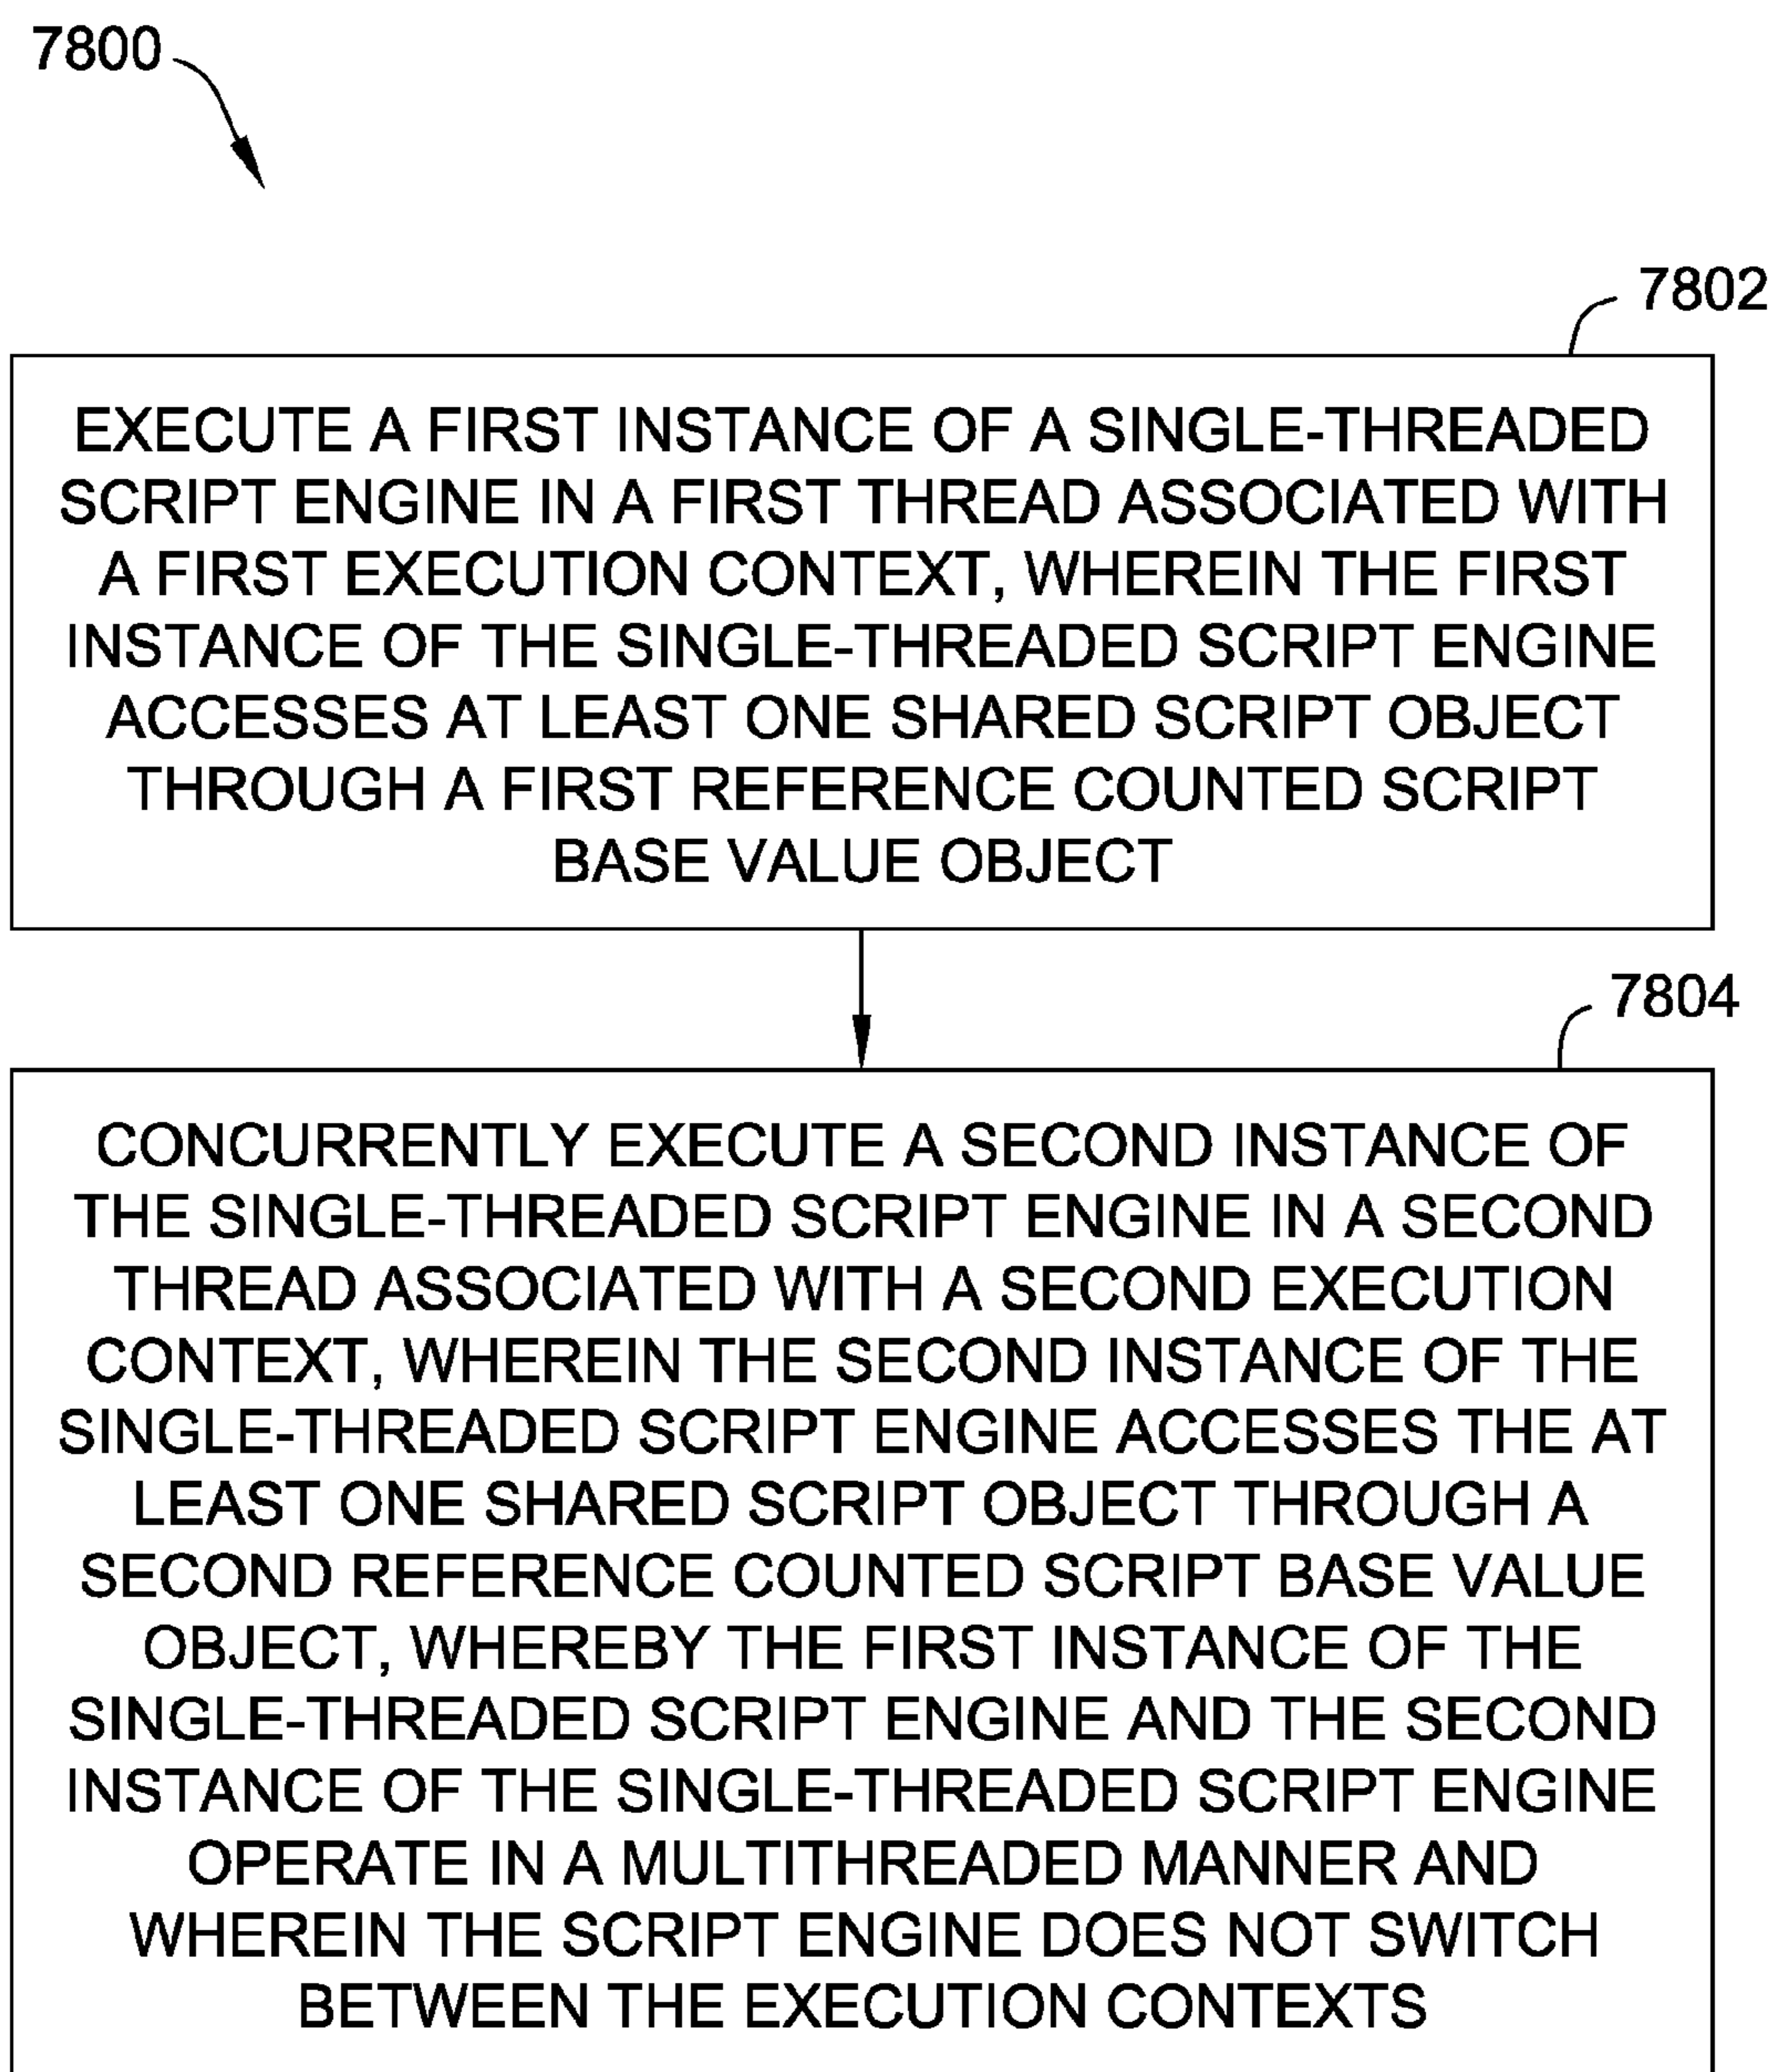 7800
7802
EXECUTE A FIRST INSTANCE OF A SINGLE-THREADED
SCRIPT ENGINE IN A FIRST THREAD ASSOCIATED WITH
A FIRST EXECUTION CONTEXT, WHEREIN THE FIRST
INSTANCE OF THE SINGLE-THREADED SCRIPT ENGINE
ACCESSES AT LEAST ONE SHARED SCRIPT OBJECT
THROUGH A FIRST REFERENCE COUNTED SCRIPT
BASE VALUE OBJECT
7804
CONCURRENTLY EXECUTE A SECOND INSTANCE OF
THE SINGLE-THREADED SCRIPT ENGINE IN A SECOND
THREAD ASSOCIATED WITH A SECOND EXECUTION
CONTEXT, WHEREIN THE SECOND INSTANCE OF THE
SINGLE-THREADED SCRIPT ENGINE ACCESSES THE AT
LEAST ONE SHARED SCRIPT OBJECT THROUGH A
SECOND REFERENCE COUNTED SCRIPT BASE VALUE
OBJECT, WHEREBY THE FIRST INSTANCE OF THE
SINGLE-THREADED SCRIPT ENGINE AND THE SECOND
INSTANCE OF THE SINGLE-THREADED SCRIPT ENGINE
OPERATE IN A MULTITHREADED MANNER AND
WHEREIN THE SCRIPT ENGINE DOES NOT SWITCH
BETWEEN THE EXECUTION CONTEXTS